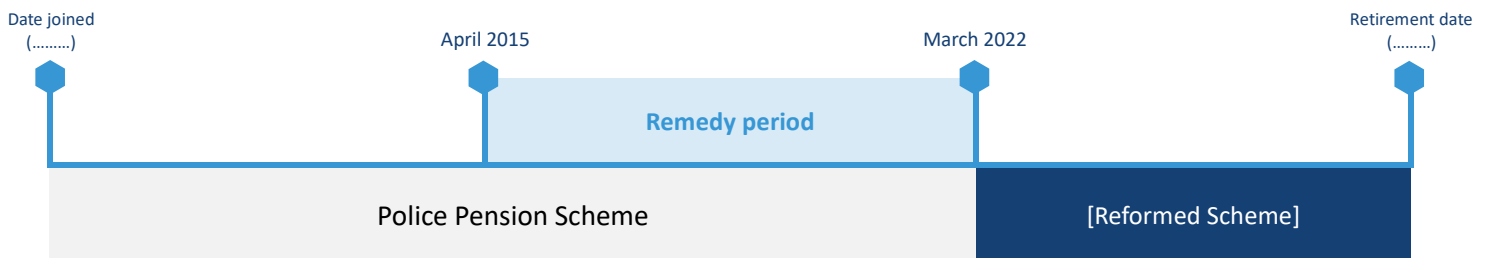 Date joined
(………)
April 2015
March 2022
Retirement date
(………)
Remedy period
Police Pension Scheme
[Reformed Scheme]